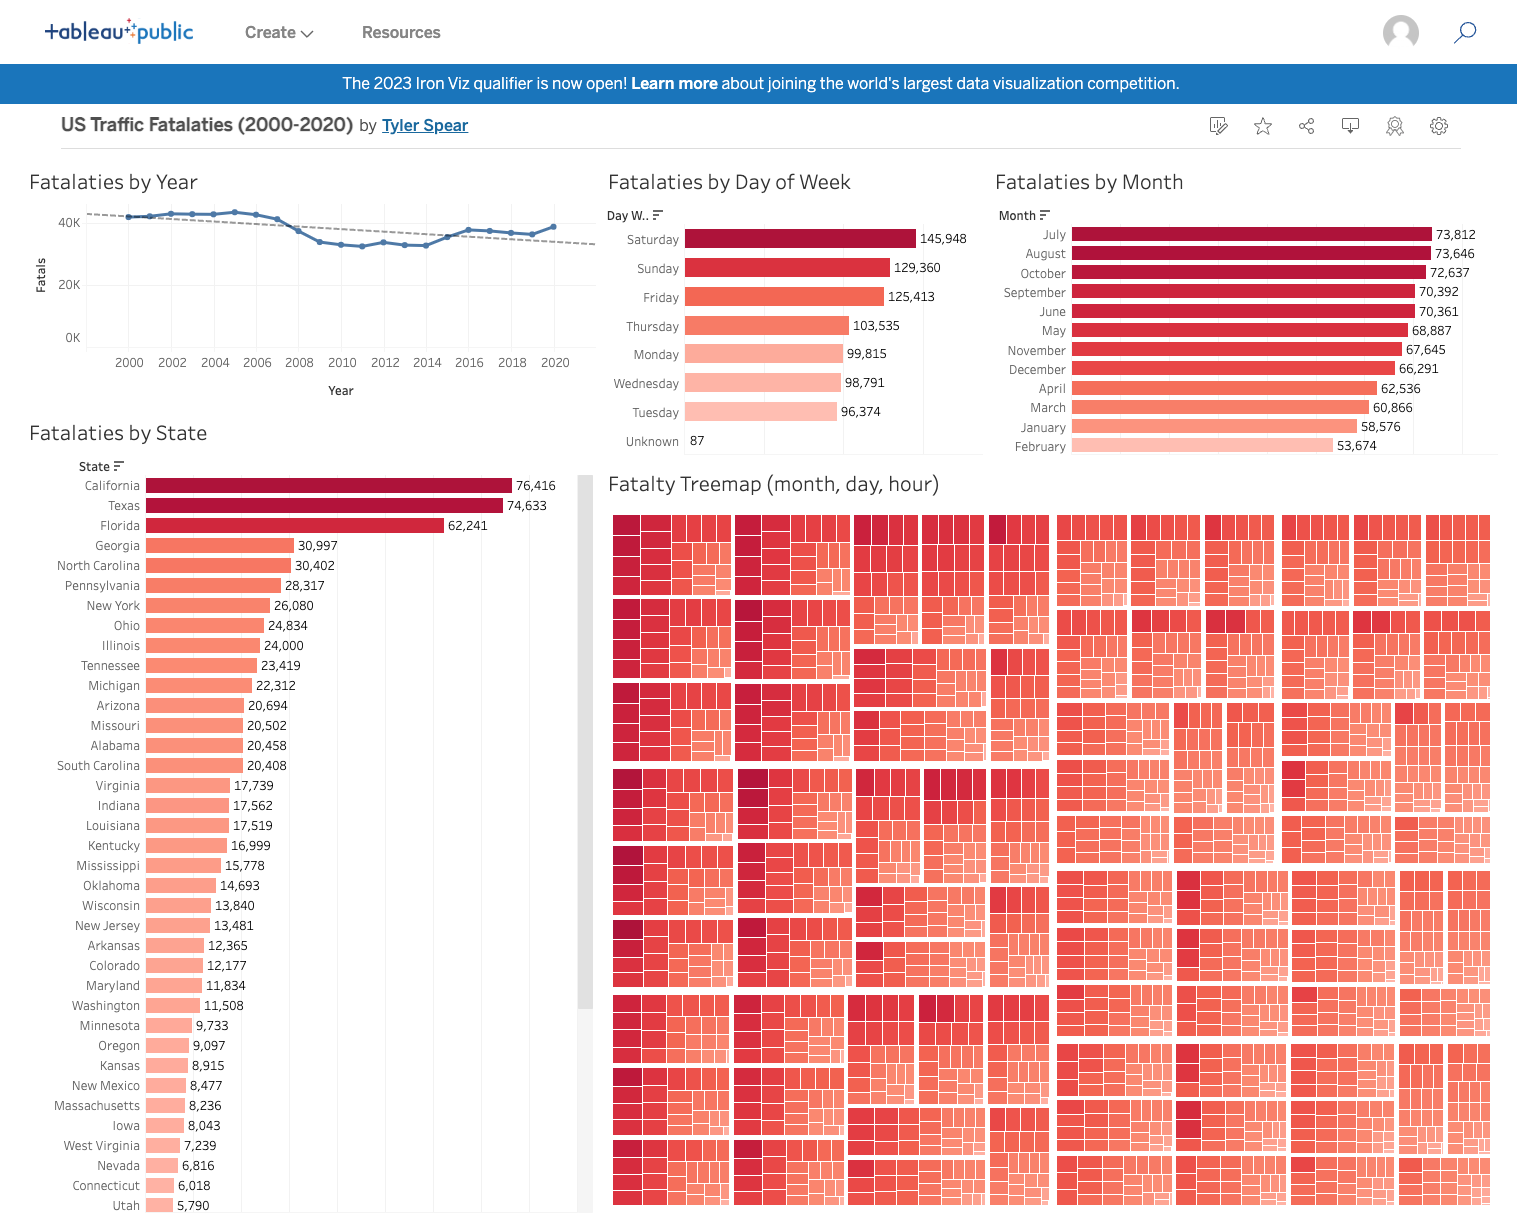 tableau public
Create
Resources
The 2023 Iron Viz qualifier is now open! Learn more about joining the world's largest data visualization competition.
US Traffic Fatalaties (2000-2020) by Tyler Spear
Fatalaties by Year
40K
20K
0K
Fatals
2000 2002 2004 2006 2008 2010 2012 2014 2016 2018 2020
Year
Fatalaties by Day of Week
Day W..
Saturday 145,948
Sunday 129,360
Friday 125,413
Thursday 103,535
Monday 99,815
Wednesday 98,791
Tuesday 96,374
Unknown 87
Fatalaties by Month
Month
July 73,812
August 73,646
October 72,637
September 70,392
June 70,361
May 68,887
November 67,645
December 66,291
April 62,536
March 60,866
January 58,576
February 53,674
Fatalaties by State
State
California 76,416
Texas 74,633
Florida 62,241
Georgia 30,997
North Carolina 30,402
Pennsylvania 28,317
New York 26,080
Ohio 24,834
Illinois 24,000
Tennessee 23,419
Michigan 22,312
Arizona 20,694
Missouri 20,502
Alabama 20,458
South Carolina 20,408
Virginia 17,739
Indiana 17,562
Louisiana 17,519
Kentucky 16,999
Mississippi 15,778
Oklahoma 14,693
Wisconsin 13,840
New Jersey 13,481
Arkansas 12,365
Colorado 12,177
Maryland 11,834
Washington 11,508
Minnesota 9,733
Oregon 9,097
Kansas 8,915
New Mexico 8,477
Massachusetts 8,236
Iowa 8,043
West Virginia 7,239
Nevada 6,816
Connecticut 6,018
Utah 5,790
Fatalty Treemap (month, day, hour)